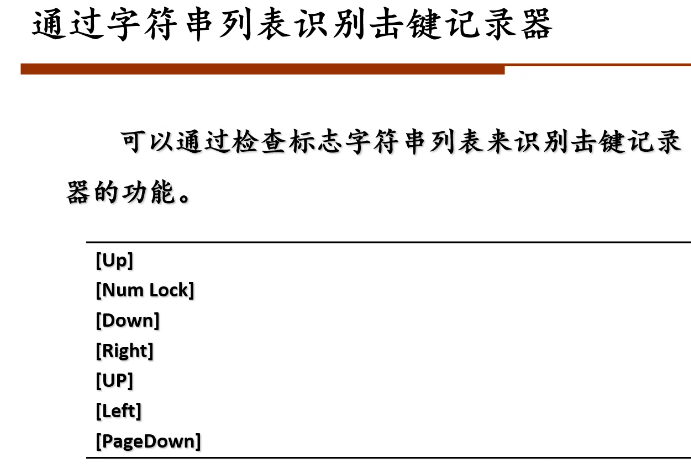 通过字符串列表识别击键记录器
可以通过检查标志字符串列表来识别击键记录
器的功能。
[Up]
[Num Lock]
[Down]
[Right]
[UP]
[Left]
[PageDown]